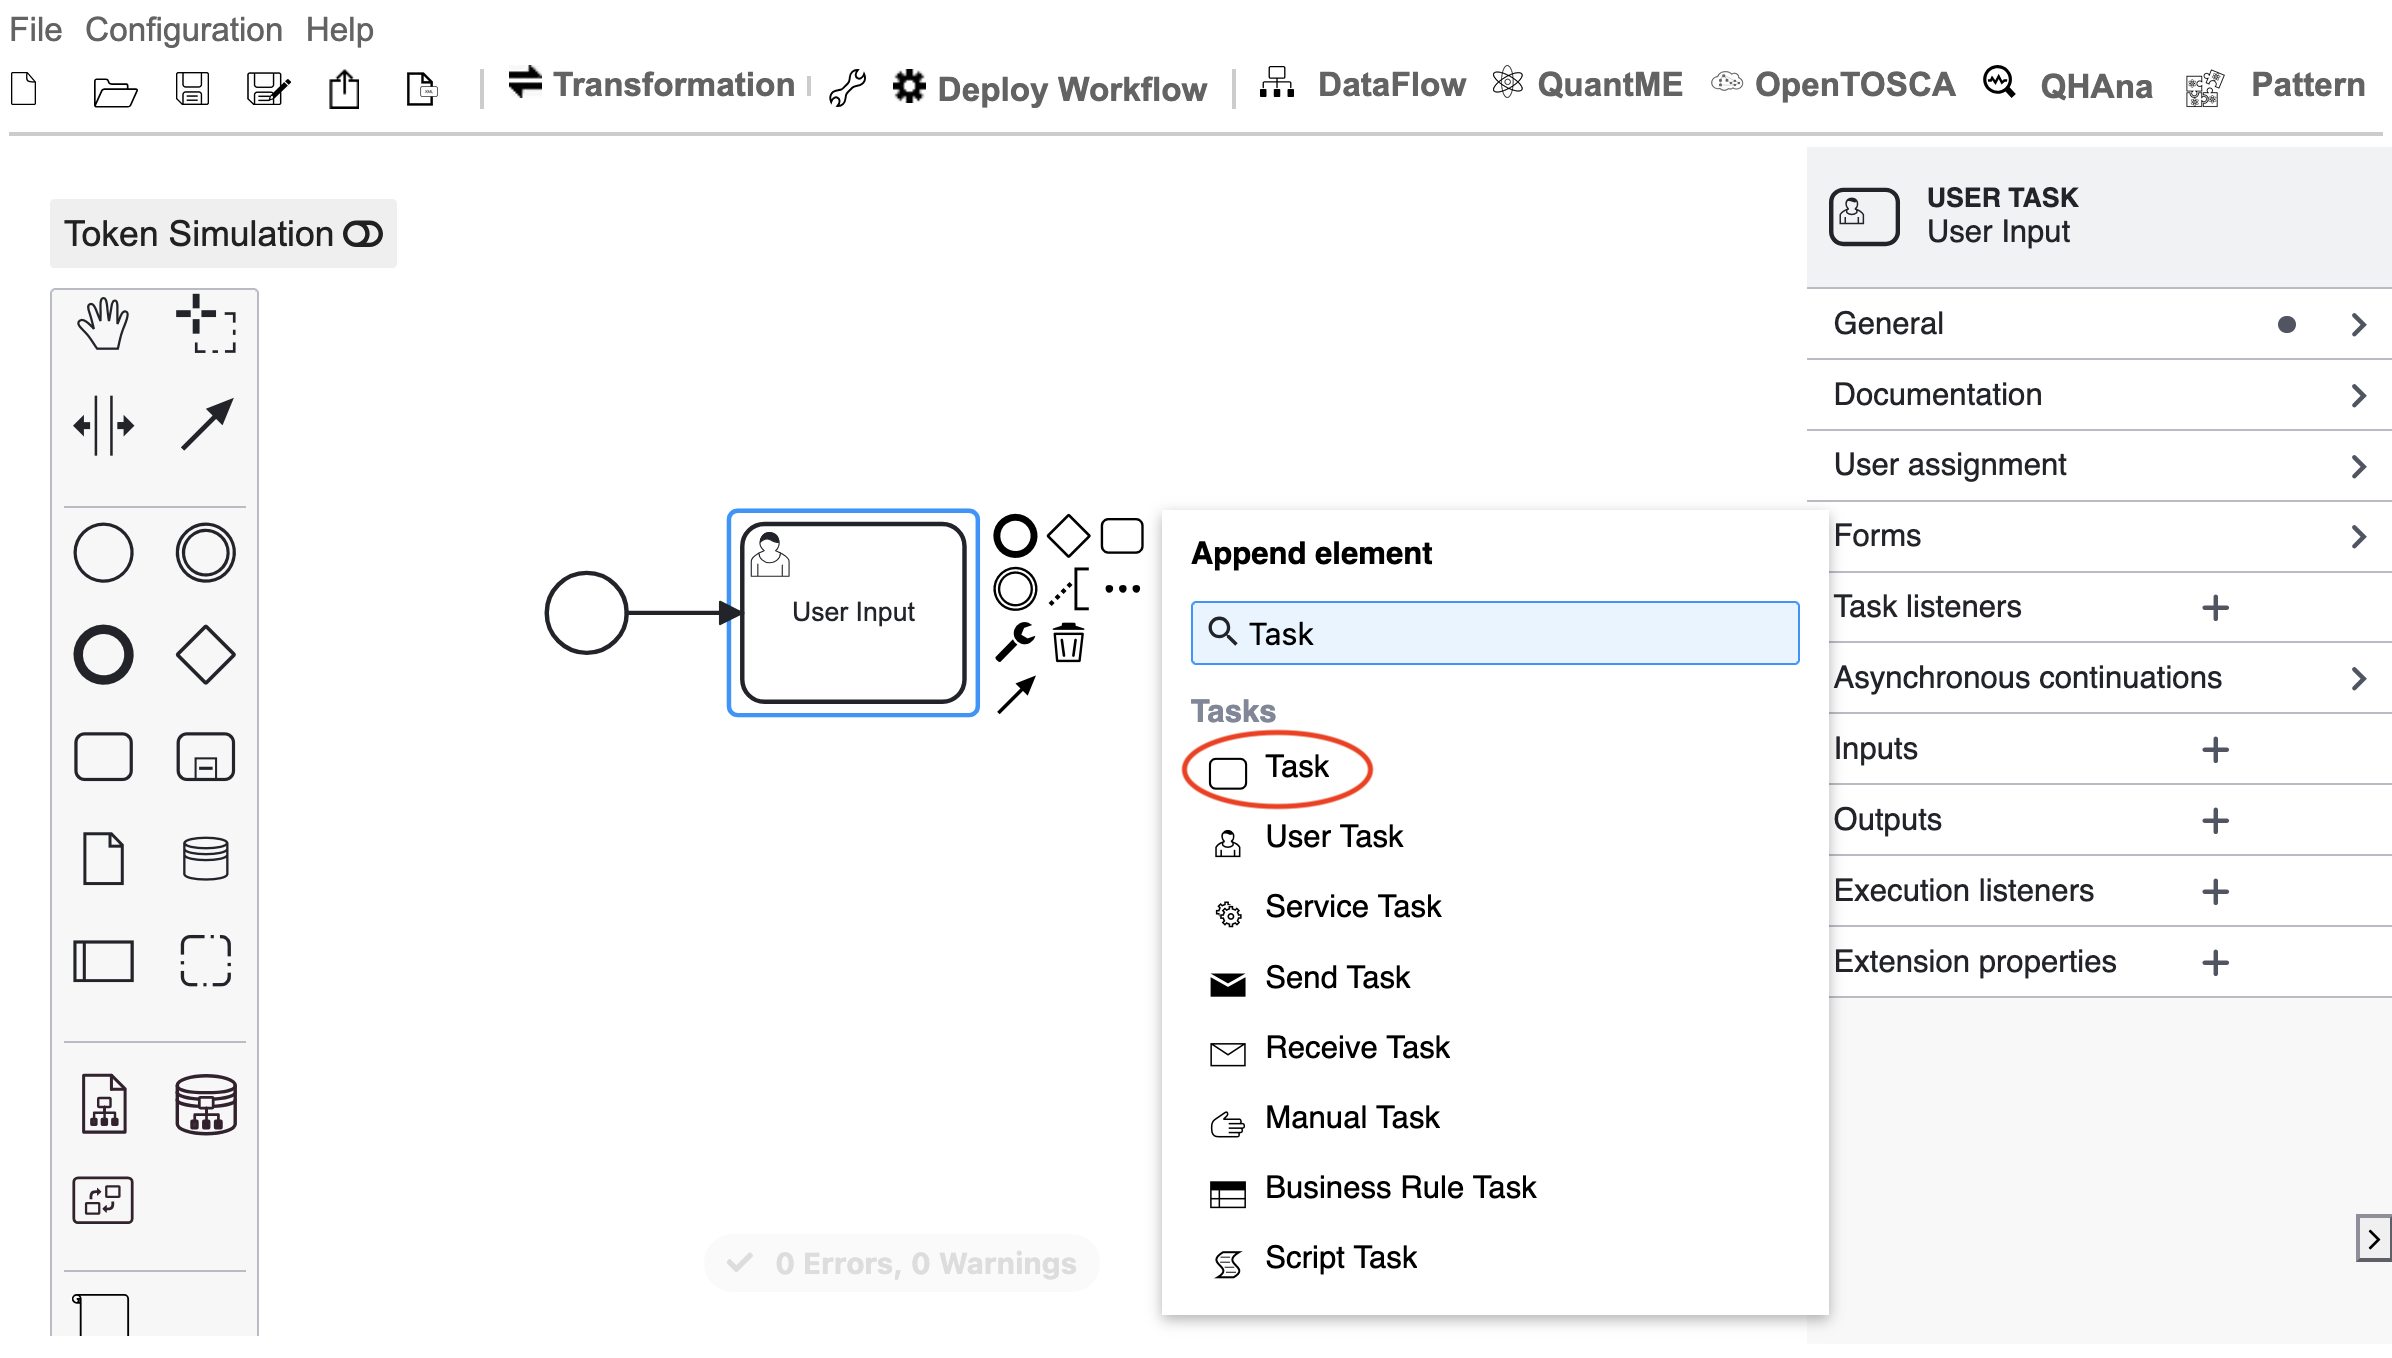 File Configuration Help
Transformation Deploy Workflow DataFlow QuantME OpenTOSCA QHAna Pattern
Token Simulation
USER TASK
User Input
General
Documentation
User assignment
Forms
Task listeners
Asynchronous continuations
Inputs
Outputs
Execution listeners
Extension properties
User Input
Append element
Task
Tasks
Task
User Task
Service Task
Send Task
Receive Task
Manual Task
Business Rule Task
Script Task
0 Errors, 0 Warnings